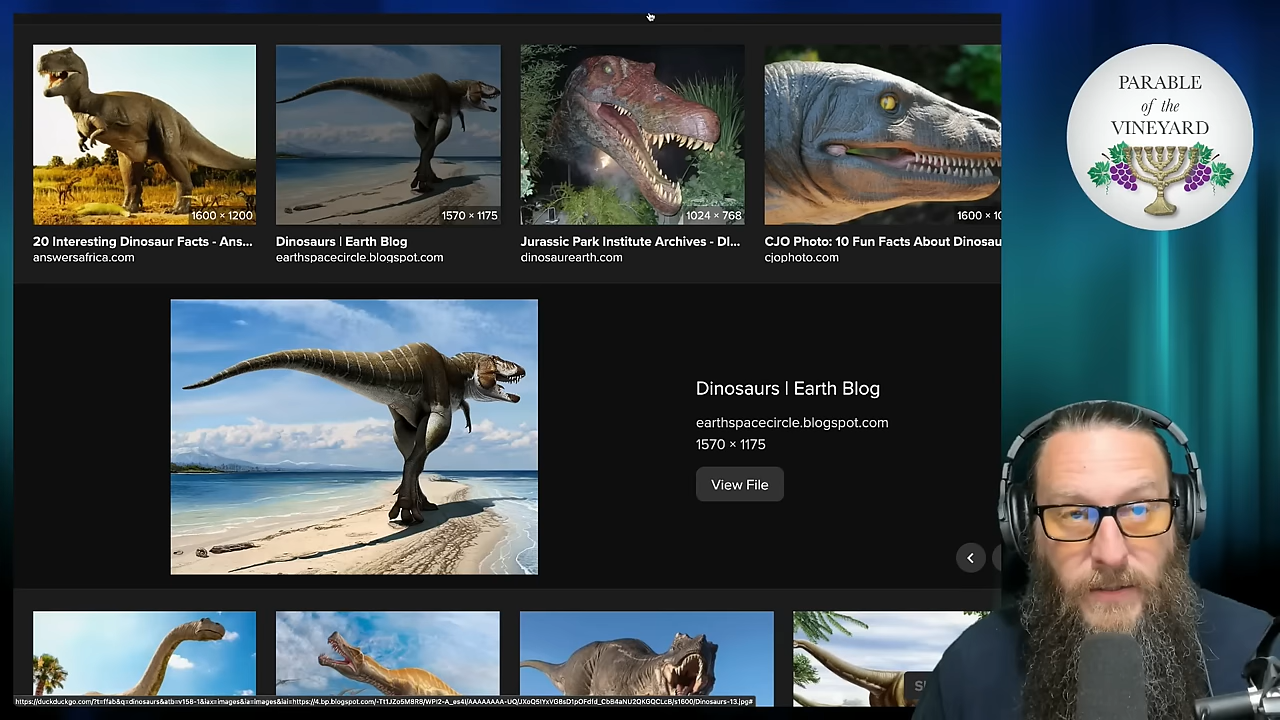 PARABLE
of the
VINEYARD
1600 × 1200
1570 × 1175
1024 × 768
1600 × 10
20 Interesting Dinosaur Facts - Ans...
Dinosaurs | Earth Blog
Jurassic Park Institute Archives - DI...
CJO Photo: 10 Fun Facts About Dinosau
answersafrica.com
earthspacecircle.blogspot.com
dinosaurearth.com
cjophoto.com
Dinosaurs | Earth Blog
earthspacecircle.blogspot.com
1570 × 1175
View File